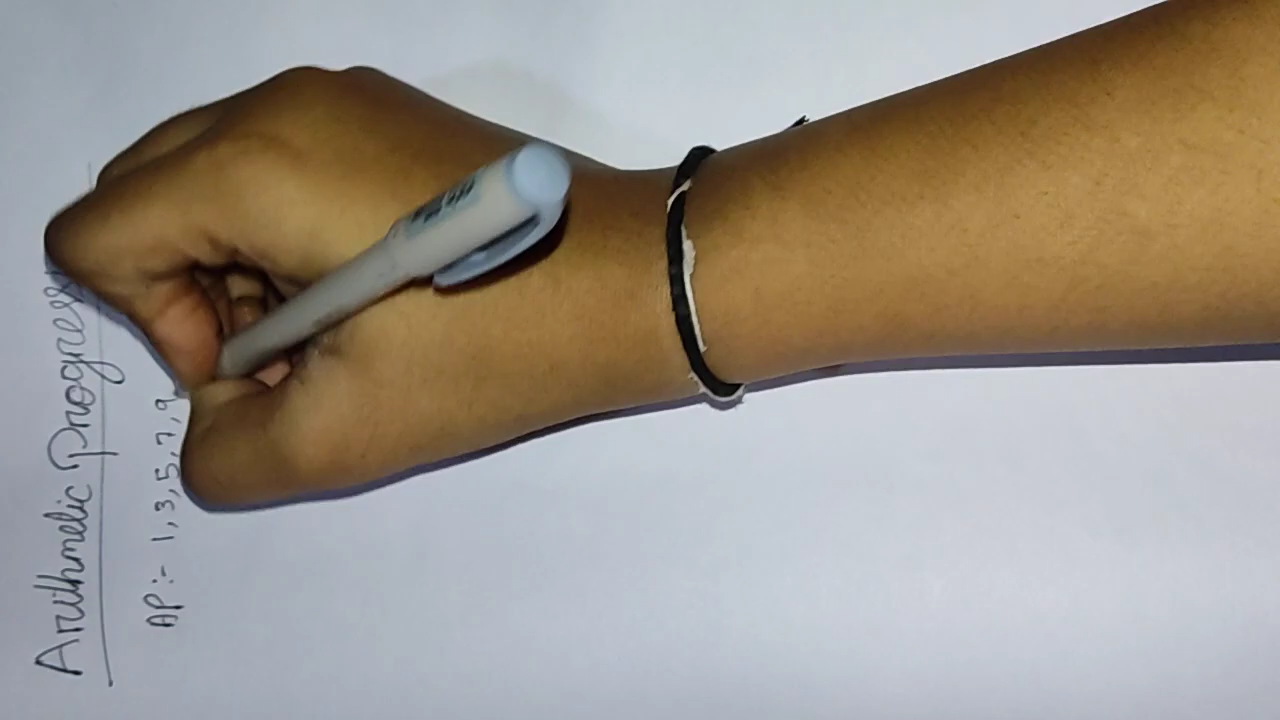 Arithmetic Progress
AP :- 1, 3, 5, 7, 9